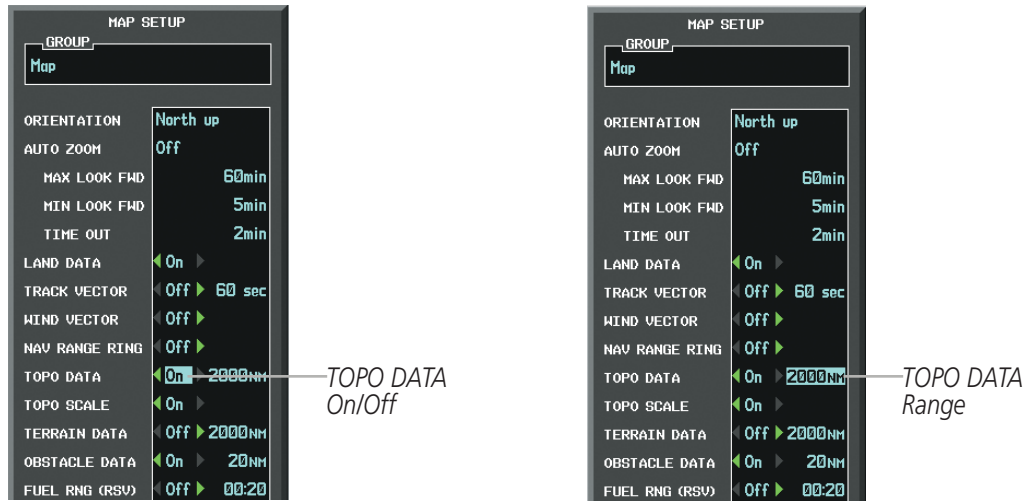 MAP SETUP
GROUP
Map
ORIENTATION North up
AUTO ZOOM Off
MAX LOOK FWD 60min
MIN LOOK FWD 5min
TIME OUT 2min
LAND DATA On
TRACK VECTOR Off 60 sec
WIND VECTOR Off
NAV RANGE RING Off
TOPO DATA On 2000NM
TOPO SCALE On
TERRAIN DATA Off 2000NM
OBSTACLE DATA On 20NM
FUEL RNG (RSV) Off 00:20
TOPO DATA
On/Off
MAP SETUP
GROUP
Map
ORIENTATION North up
AUTO ZOOM Off
MAX LOOK FWD 60min
MIN LOOK FWD 5min
TIME OUT 2min
LAND DATA On
TRACK VECTOR Off 60 sec
WIND VECTOR Off
NAV RANGE RING Off
TOPO DATA On 2000NM
TOPO SCALE On
TERRAIN DATA Off 2000NM
OBSTACLE DATA On 20NM
FUEL RNG (RSV) Off 00:20
TOPO DATA
Range